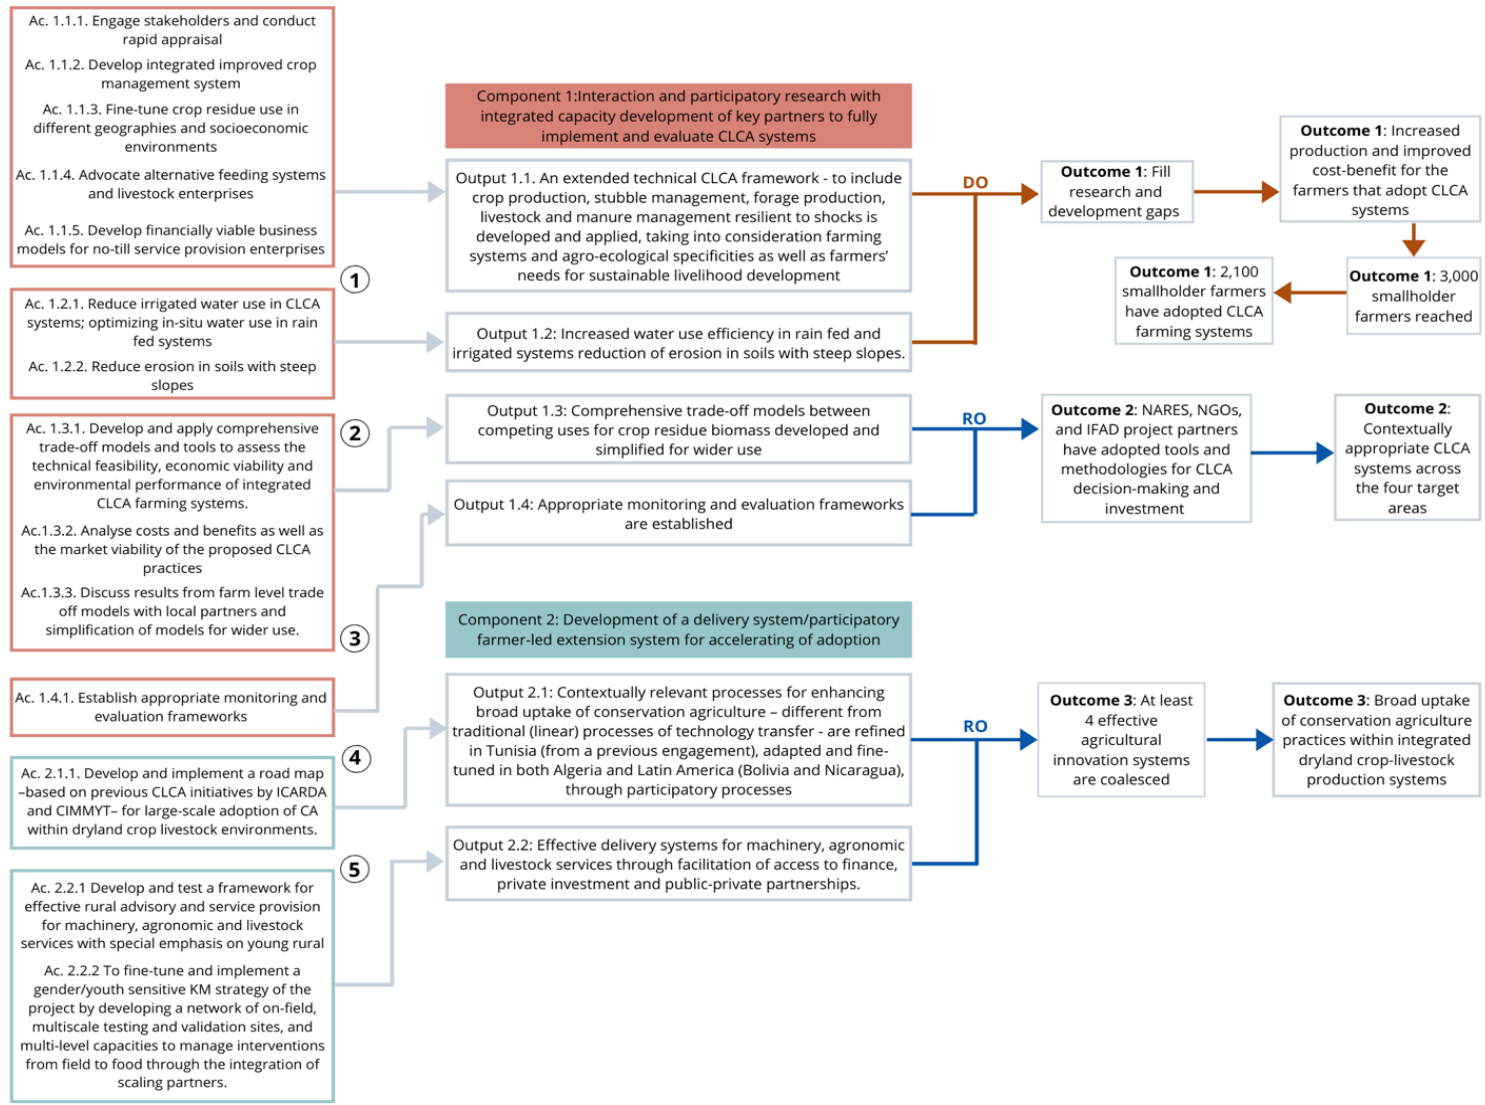 Ac. 1.1.1. Engage stakeholders and conduct
rapid appraisal
Ac. 1.1.2. Develop integrated improved crop
management system
Ac. 1.1.3. Fine-tune crop residue use in
different geographies and socioeconomic
environments
Ac. 1.1.4. Advocate alternative feeding systems
and livestock enterprises
Ac. 1.1.5. Develop financially viable business
models for no-till service provision enterprises
1
Ac. 1.2.1. Reduce irrigated water use in CLCA
systems; optimizing in-situ water use in rain
fed systems
Ac. 1.2.2. Reduce erosion in soils with steep
slopes
2
Ac. 1.3.1. Develop and apply comprehensive
trade-off models and tools to assess the
technical feasibility, economic viability and
environmental performance of integrated
CLCA farming systems.
Ac.1.3.2. Analyse costs and benefits as well as
the market viability of the proposed CLCA
practices
Ac.1.3.3. Discuss results from farm level trade
off models with local partners and
simplification of models for wider use.
3
Ac. 1.4.1. Establish appropriate monitoring and
evaluation frameworks
4
Ac. 2.1.1. Develop and implement a road map
–based on previous CLCA initiatives by ICARDA
and CIMMYT– for large-scale adoption of CA
within dryland crop livestock environments.
5
Ac. 2.2.1 Develop and test a framework for
effective rural advisory and service provision
for machinery, agronomic and livestock
services with special emphasis on young rural
Ac. 2.2.2 To fine-tune and implement a
gender/youth sensitive KM strategy of the
project by developing a network of on-field,
multiscale testing and validation sites, and
multi-level capacities to manage interventions
from field to food through the integration of
scaling partners.
Component 1:Interaction and participatory research with
integrated capacity development of key partners to fully
implement and evaluate CLCA systems
Output 1.1. An extended technical CLCA framework - to include
crop production, stubble management, forage production,
livestock and manure management resilient to shocks is
developed and applied, taking into consideration farming
systems and agro-ecological specificities as well as farmers’
needs for sustainable livelihood development
Output 1.2: Increased water use efficiency in rain fed and
irrigated systems reduction of erosion in soils with steep slopes.
DO
Outcome 1: Fill
research and
development gaps
Outcome 1: Increased
production and improved
cost-benefit for the
farmers that adopt CLCA
systems
Outcome 1: 3,000
smallholder
farmers reached
Outcome 1: 2,100
smallholder farmers
have adopted CLCA
farming systems
Output 1.3: Comprehensive trade-off models between
competing uses for crop residue biomass developed and
simplified for wider use
Output 1.4: Appropriate monitoring and evaluation frameworks
are established
RO
Outcome 2: NARES, NGOs,
and IFAD project partners
have adopted tools and
methodologies for CLCA
decision-making and
investment
Outcome 2:
Contextually
appropriate CLCA
systems across
the four target
areas
Component 2: Development of a delivery system/participatory
farmer-led extension system for accelerating of adoption
Output 2.1: Contextually relevant processes for enhancing
broad uptake of conservation agriculture – different from
traditional (linear) processes of technology transfer - are refined
in Tunisia (from a previous engagement), adapted and fine-
tuned in both Algeria and Latin America (Bolivia and Nicaragua),
through participatory processes
Output 2.2: Effective delivery systems for machinery, agronomic
and livestock services through facilitation of access to finance,
private investment and public-private partnerships.
RO
Outcome 3: At least
4 effective
agricultural
innovation systems
are coalesced
Outcome 3: Broad uptake
of conservation agriculture
practices within integrated
dryland crop-livestock
production systems